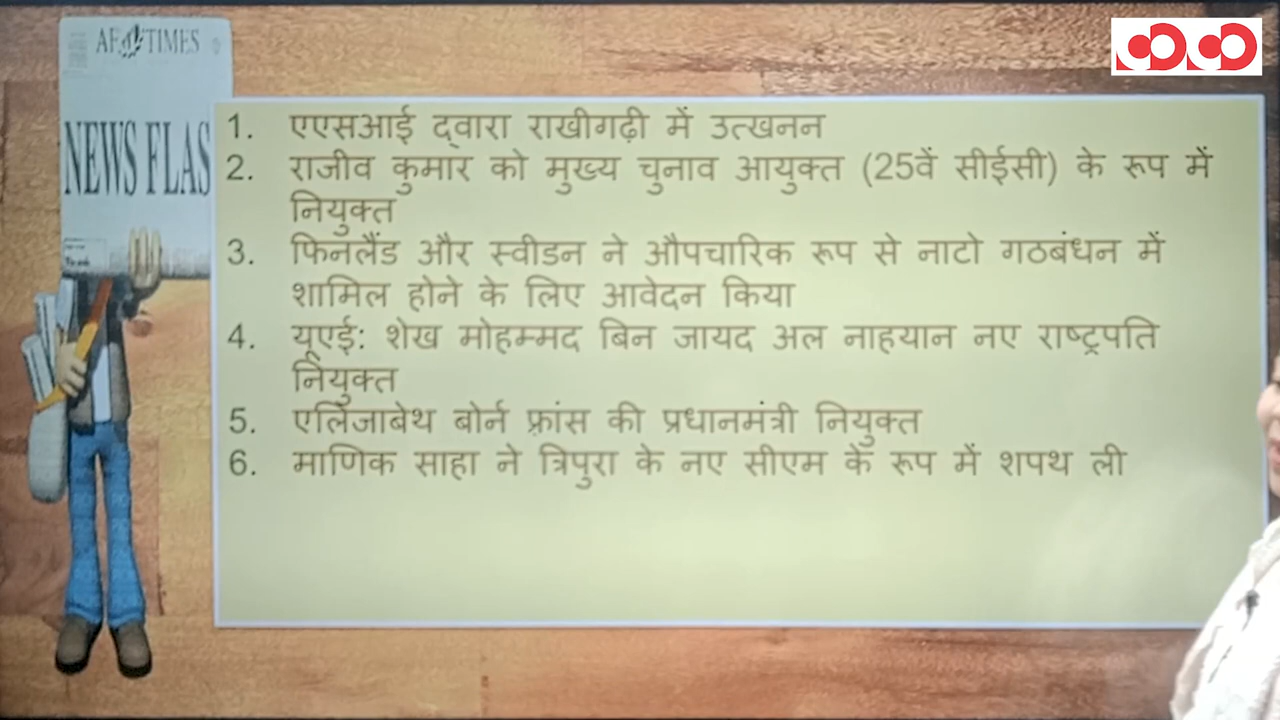 AF TIMES
NEWS FLAS
1. एएसआई द्वारा राखीगढ़ी में उत्खनन
2. राजीव कुमार को मुख्य चुनाव आयुक्त (25वें सीईसी) के रूप में
नियुक्त
3. फिनलैंड और स्वीडन ने औपचारिक रूप से नाटो गठबंधन में
शामिल होने के लिए आवेदन किया
4. यूएई: शेख मोहम्मद बिन जायद अल नाहयान नए राष्ट्रपति
नियुक्त
5. एलिजाबेथ बोर्न फ़्रांस की प्रधानमंत्री नियुक्त
6. माणिक साहा ने त्रिपुरा के नए सीएम के रूप में शपथ ली